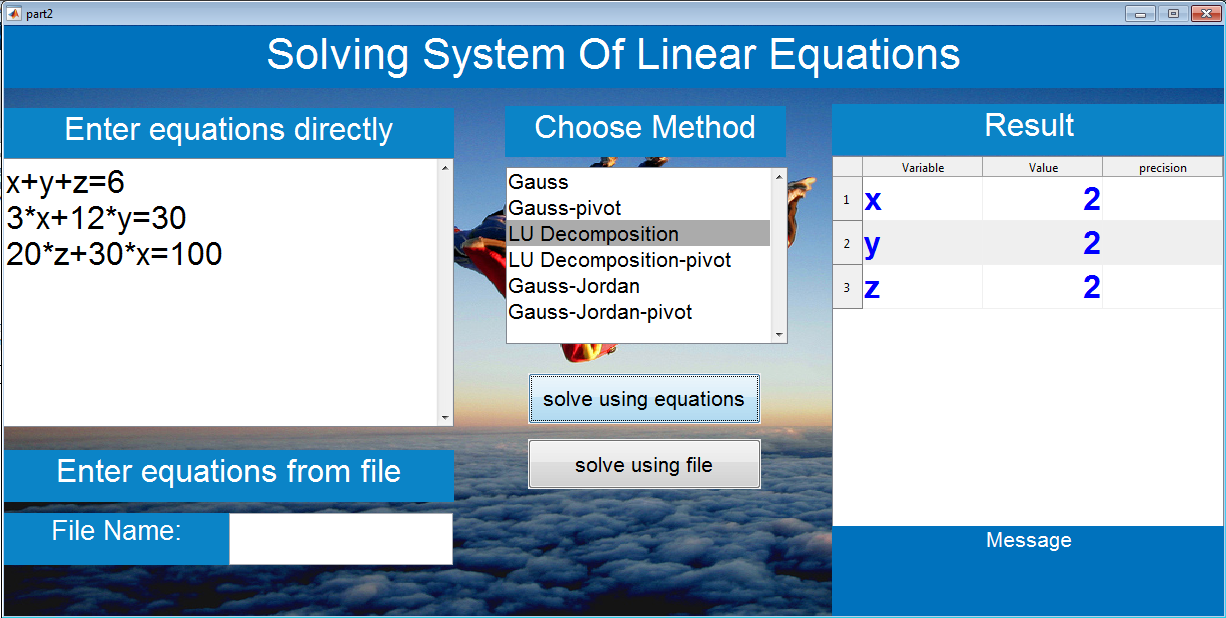 part2
Solving System Of Linear Equations
Enter equations directly
x+y+z=6
3*x+12*y=30
20*z+30*x=100
Enter equations from file
File Name:
Choose Method
Gauss
Gauss-pivot
LU Decomposition
LU Decomposition-pivot
Gauss-Jordan
Gauss-Jordan-pivot
solve using equations
solve using file
Result
Variable Value precision
1 x 2
2 y 2
3 z 2
Message